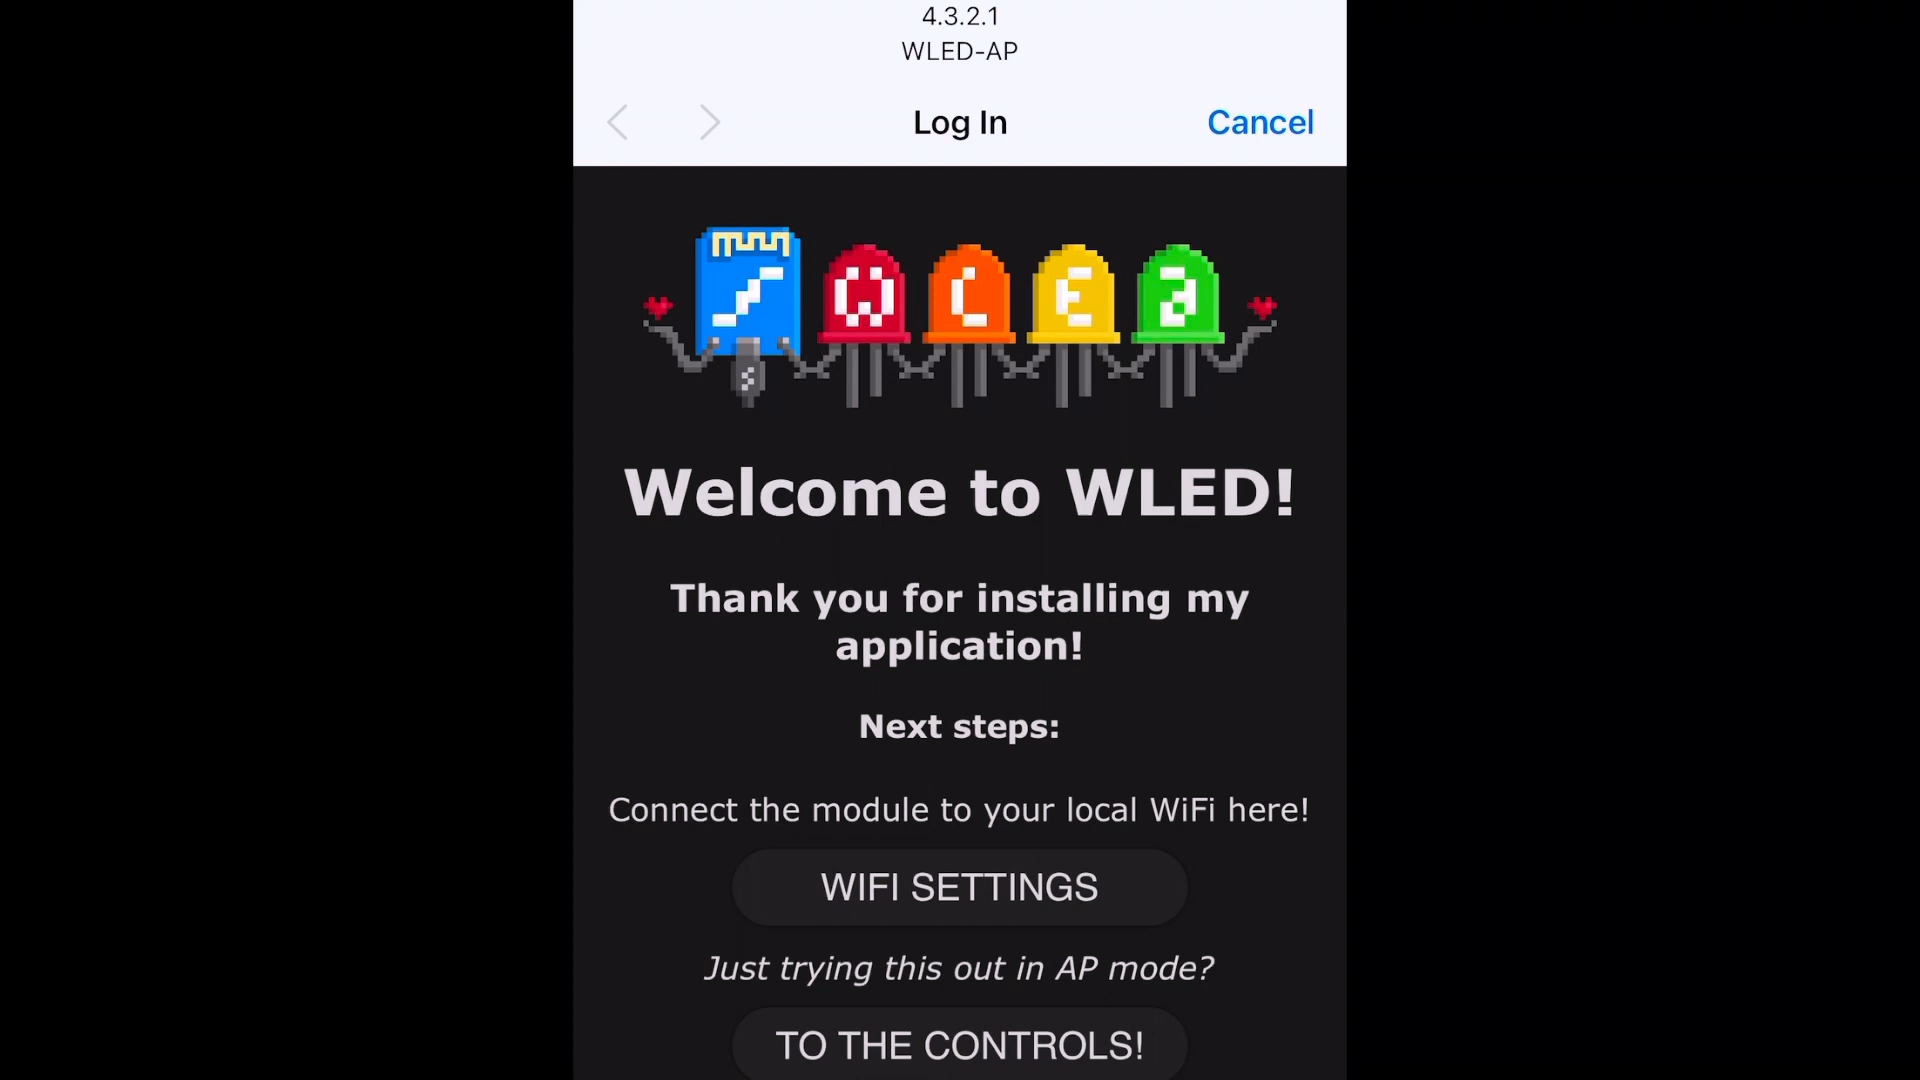 4.3.2.1
WLED-AP
Log In
Cancel
WLED
Welcome to WLED!
Thank you for installing my
application!
Next steps:
Connect the module to your local WiFi here!
WIFI SETTINGS
Just trying this out in AP mode?
TO THE CONTROLS!